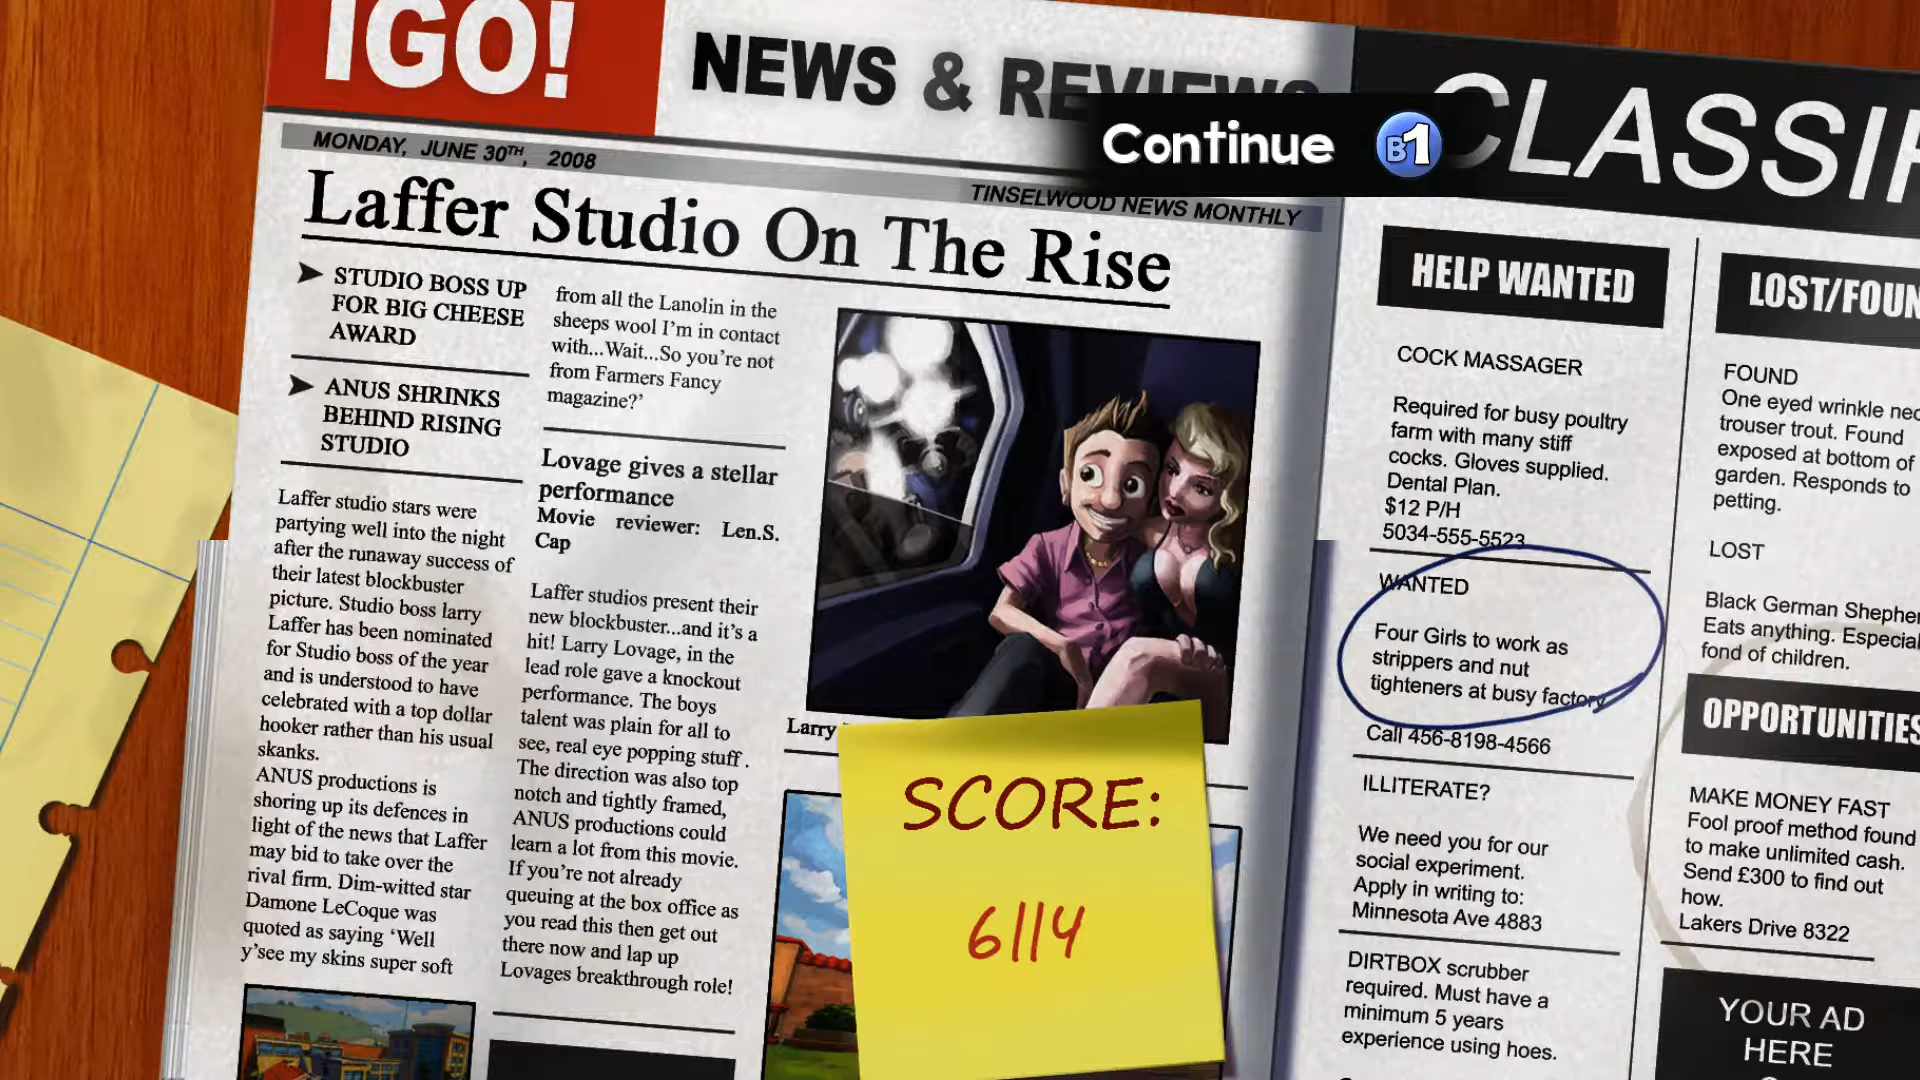 IGO!
NEWS & REVIEWS
CLASSIF
Continue B1
MONDAY, JUNE 30TH, 2008
TINSELWOOD NEWS MONTHLY
Laffer Studio On The Rise
STUDIO BOSS UP
FOR BIG CHEESE
AWARD
ANUS SHRINKS
BEHIND RISING
STUDIO
Laffer studio stars were
partying well into the night
after the runaway success of
their latest blockbuster
picture. Studio boss larry
Laffer has been nominated
for Studio boss of the year
and is understood to have
celebrated with a top dollar
hooker rather than his usual
skanks.
ANUS productions is
shoring up its defences in
light of the news that Laffer
may bid to take over the
rival firm. Dim-witted star
Damone LeCoque was
quoted as saying ‘Well
y’see my skins super soft
from all the Lanolin in the
sheeps wool I’m in contact
with...Wait...So you’re not
from Farmers Fancy
magazine?’
Lovage gives a stellar
performance
Movie reviewer: Len.S.
Cap
Laffer studios present their
new blockbuster...and it’s a
hit! Larry Lovage, in the
lead role gave a knockout
performance. The boys
talent was plain for all to
see, real eye popping stuff.
The direction was also top
notch and tightly framed,
ANUS productions could
learn a lot from this movie.
If you’re not already
queuing at the box office as
you read this then get out
there now and lap up
Lovages breakthrough role!
Larry
SCORE:
6114
HELP WANTED
COCK MASSAGER
Required for busy poultry
farm with many stiff
cocks. Gloves supplied.
Dental Plan.
$12 P/H
5034-555-5523
WANTED
Four Girls to work as
strippers and nut
tighteners at busy factory
Call 456-8198-4566
ILLITERATE?
We need you for our
social experiment.
Apply in writing to:
Minnesota Ave 4883
DIRTBOX scrubber
required. Must have a
minimum 5 years
experience using hoes.
LOST/FOUN
FOUND
One eyed wrinkle nec
trouser trout. Found
exposed at bottom of
garden. Responds to
petting.
LOST
Black German Shepher
Eats anything. Especial
fond of children.
OPPORTUNITIES
MAKE MONEY FAST
Fool proof method found
to make unlimited cash.
Send £300 to find out
how.
Lakers Drive 8322
YOUR AD
HERE